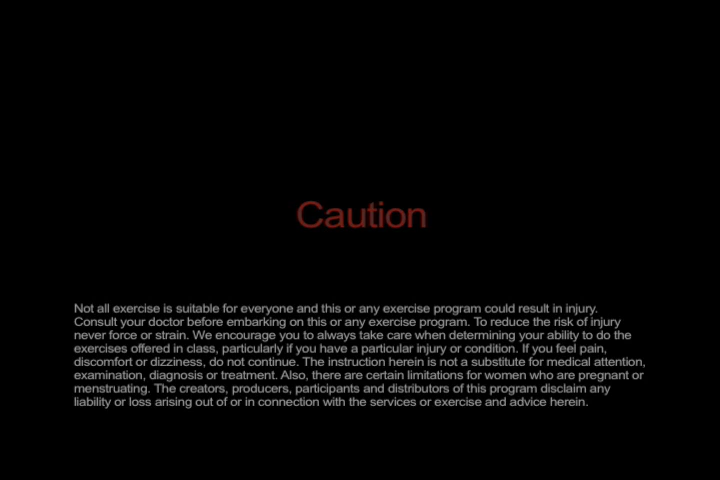 Caution
Not all exercise is suitable for everyone and this or any exercise program could result in injury.
Consult your doctor before embarking on this or any exercise program. To reduce the risk of injury
never force or strain. We encourage you to always take care when determining your ability to do the
exercises offered in class, particularly if you have a particular injury or condition. If you feel pain,
discomfort or dizziness, do not continue. The instruction herein is not a substitute for medical attention,
examination, diagnosis or treatment. Also, there are certain limitations for women who are pregnant or
menstruating. The creators, producers, participants and distributors of this program disclaim any
liability or loss arising out of or in connection with the services or exercise and advice herein.